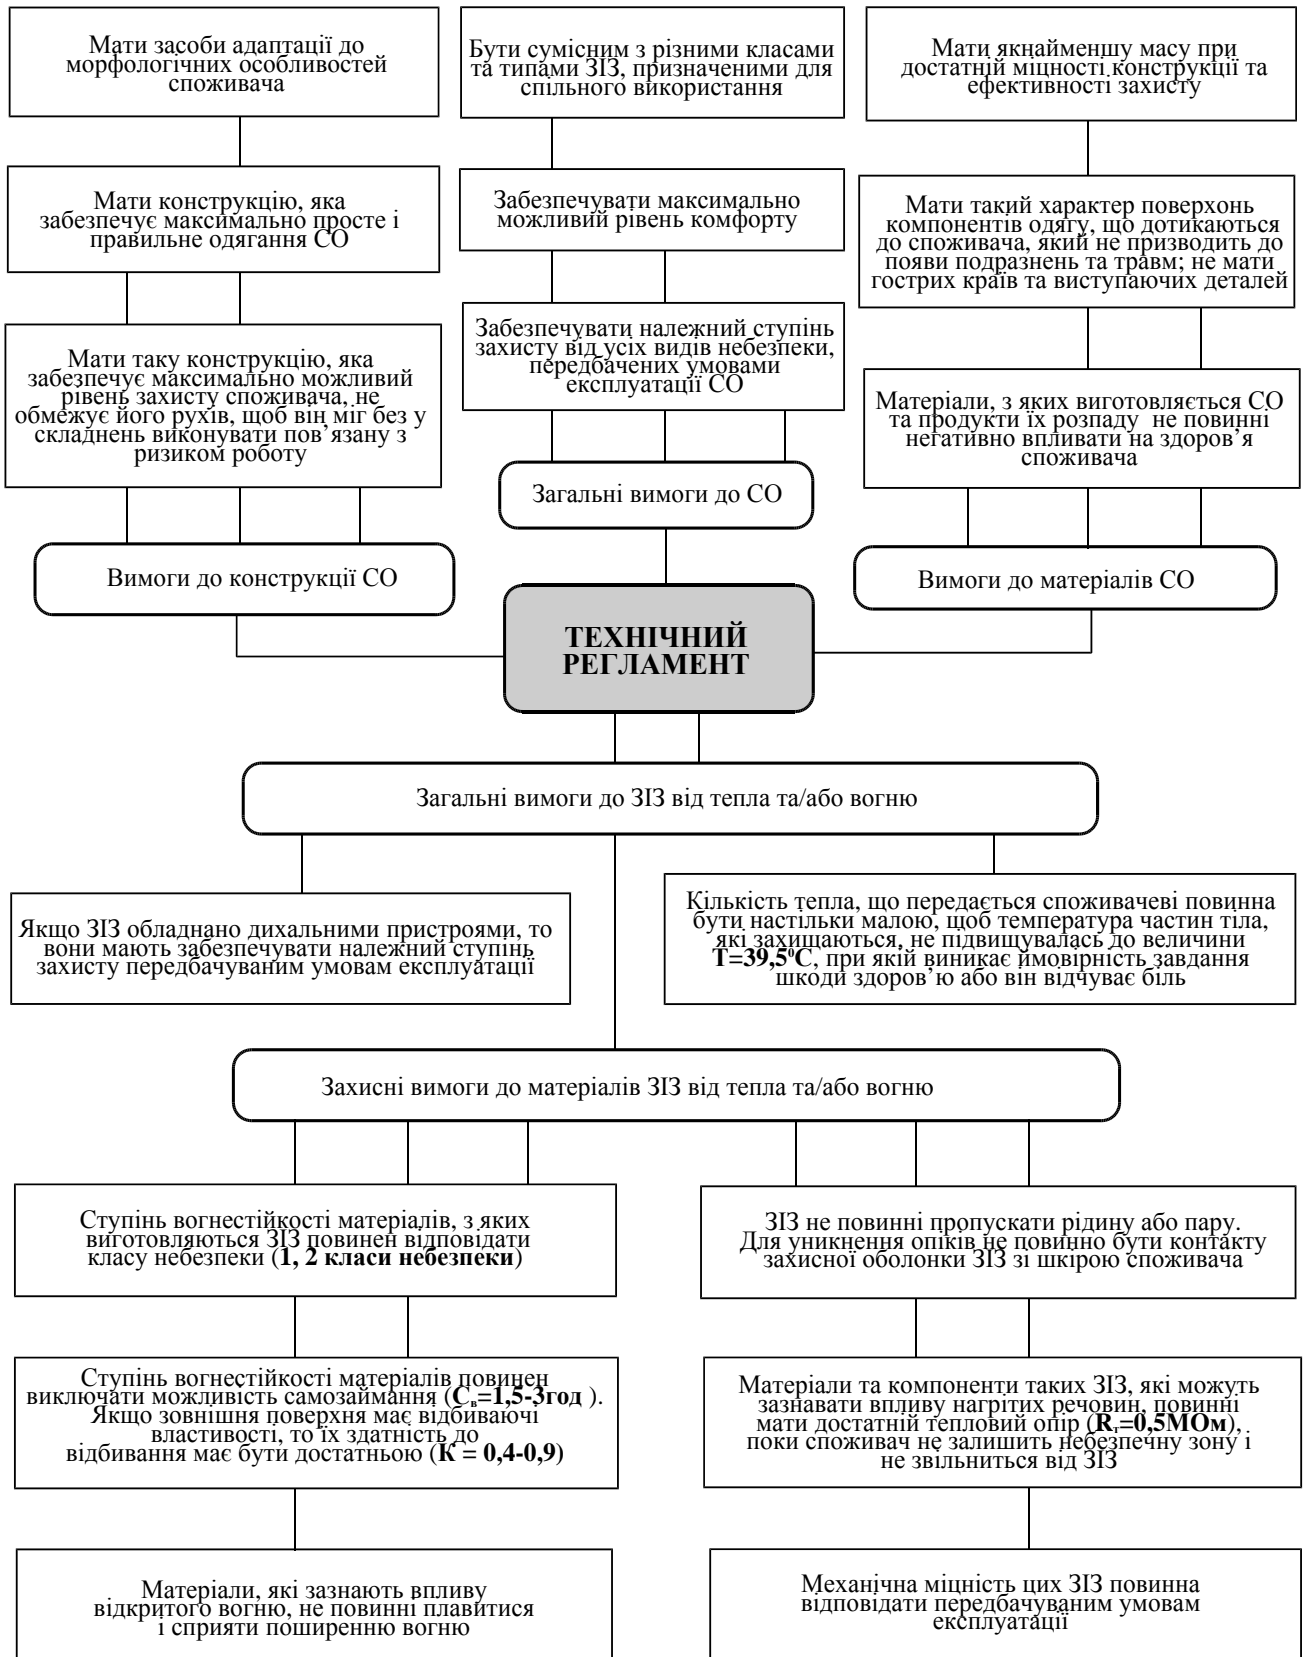 Мати засоби адаптації до
морфологічних особливостей
споживача
Бути сумісним з різними класами
та типами ЗІЗ, призначеними для
спільного використання
Мати якнайменшу масу при
достатній міцності конструкції та
ефективності захисту
Мати конструкцію, яка
забезпечує максимально просте і
правильне одягання СО
Забезпечувати максимально
можливий рівень комфорту
Мати такий характер поверхонь
компонентів одягу, що дотикаються
до споживача, який не призводить до
появи подразнень та травм; не мати
гострих країв та виступаючих деталей
Мати таку конструкцію, яка
забезпечує максимально можливий
рівень захисту споживача, не
обмежує його рухів, щоб він міг без у
складнень виконувати пов’язану з
ризиком роботу
Забезпечувати належний ступінь
захисту від усіх видів небезпеки,
передбачених умовами
експлуатації СО
Матеріали, з яких виготовляється СО
та продукти їх розпаду не повинні
негативно впливати на здоров’я
споживача
Загальні вимоги до СО
Вимоги до конструкції СО
Вимоги до матеріалів СО
ТЕХНІЧНИЙ
РЕГЛАМЕНТ
Загальні вимоги до ЗІЗ від тепла та/або вогню
Якщо ЗІЗ обладнано дихальними пристроями, то
вони мають забезпечувати належний ступінь
захисту передбачуваним умовам експлуатації
Кількість тепла, що передається споживачеві повинна
бути настільки малою, щоб температура частин тіла,
які захищаються, не підвищувалась до величини
Т=39,5⁰С, при якій виникає ймовірність завдання
шкоди здоров’ю або він відчуває біль
Захисні вимоги до матеріалів ЗІЗ від тепла та/або вогню
Ступінь вогнестійкості матеріалів, з яких
виготовляються ЗІЗ повинен відповідати
класу небезпеки (1, 2 класи небезпеки)
ЗІЗ не повинні пропускати рідину або пару.
Для уникнення опіків не повинно бути контакту
захисної оболонки ЗІЗ зі шкірою споживача
Ступінь вогнестійкості матеріалів повинен
виключати можливість самозаймання (Св=1,5-3год ).
Якщо зовнішня поверхня має відбиваючі
властивості, то їх здатність до
відбивання має бути достатньою (К = 0,4-0,9)
Матеріали та компоненти таких ЗІЗ, які можуть
зазнавати впливу нагрітих речовин, повинні
мати достатній тепловий опір (Rт=0,5МОм),
поки споживач не залишить небезпечну зону і
не звільниться від ЗІЗ
Матеріали, які зазнають впливу
відкритого вогню, не повинні плавитися
і сприяти поширенню вогню
Механічна міцність цих ЗІЗ повинна
відповідати передбачуваним умовам
експлуатації